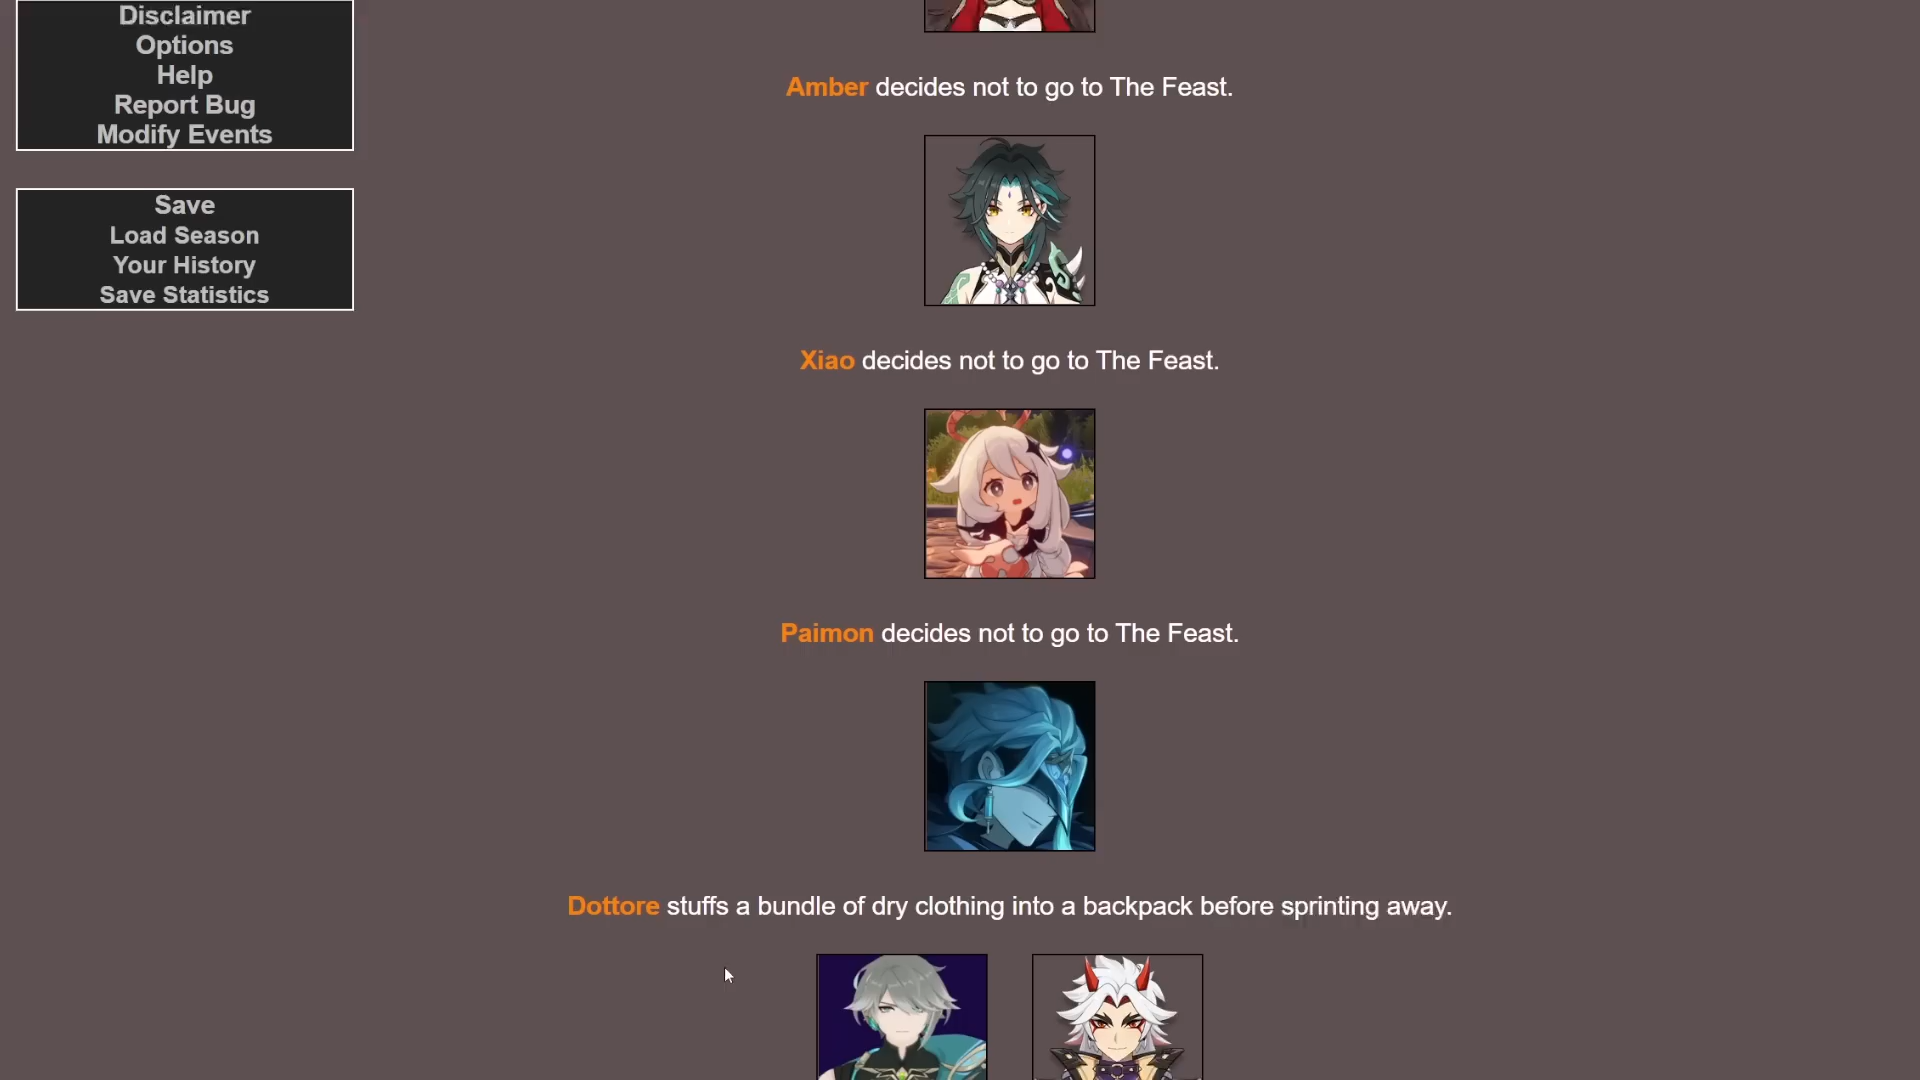 Disclaimer
Options
Help
Report Bug
Modify Events
Save
Load Season
Your History
Save Statistics
Amber decides not to go to The Feast.
Xiao decides not to go to The Feast.
Paimon decides not to go to The Feast.
Dottore stuffs a bundle of dry clothing into a backpack before sprinting away.